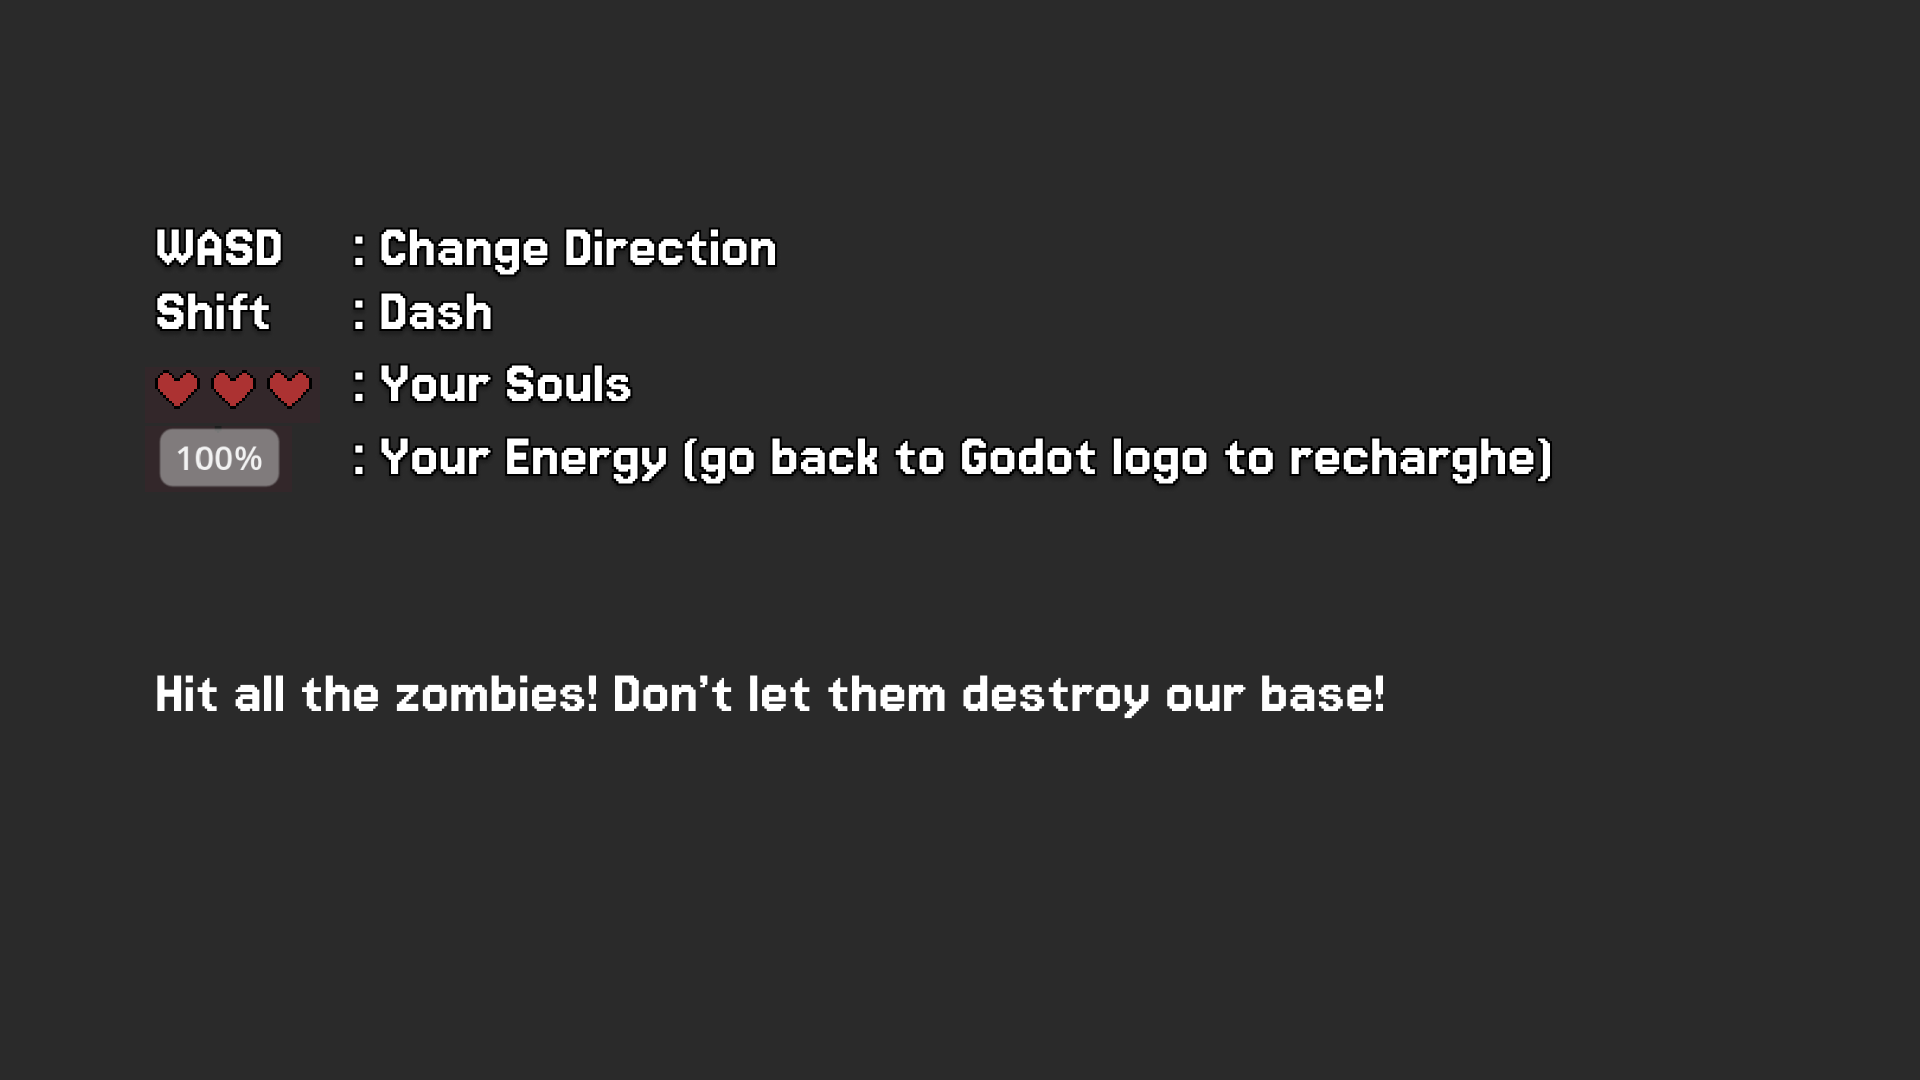 WASD : Change Direction
Shift : Dash
: Your Souls
100% : Your Energy (go back to Godot logo to recharghe)
Hit all the zombies! Don't let them destroy our base!